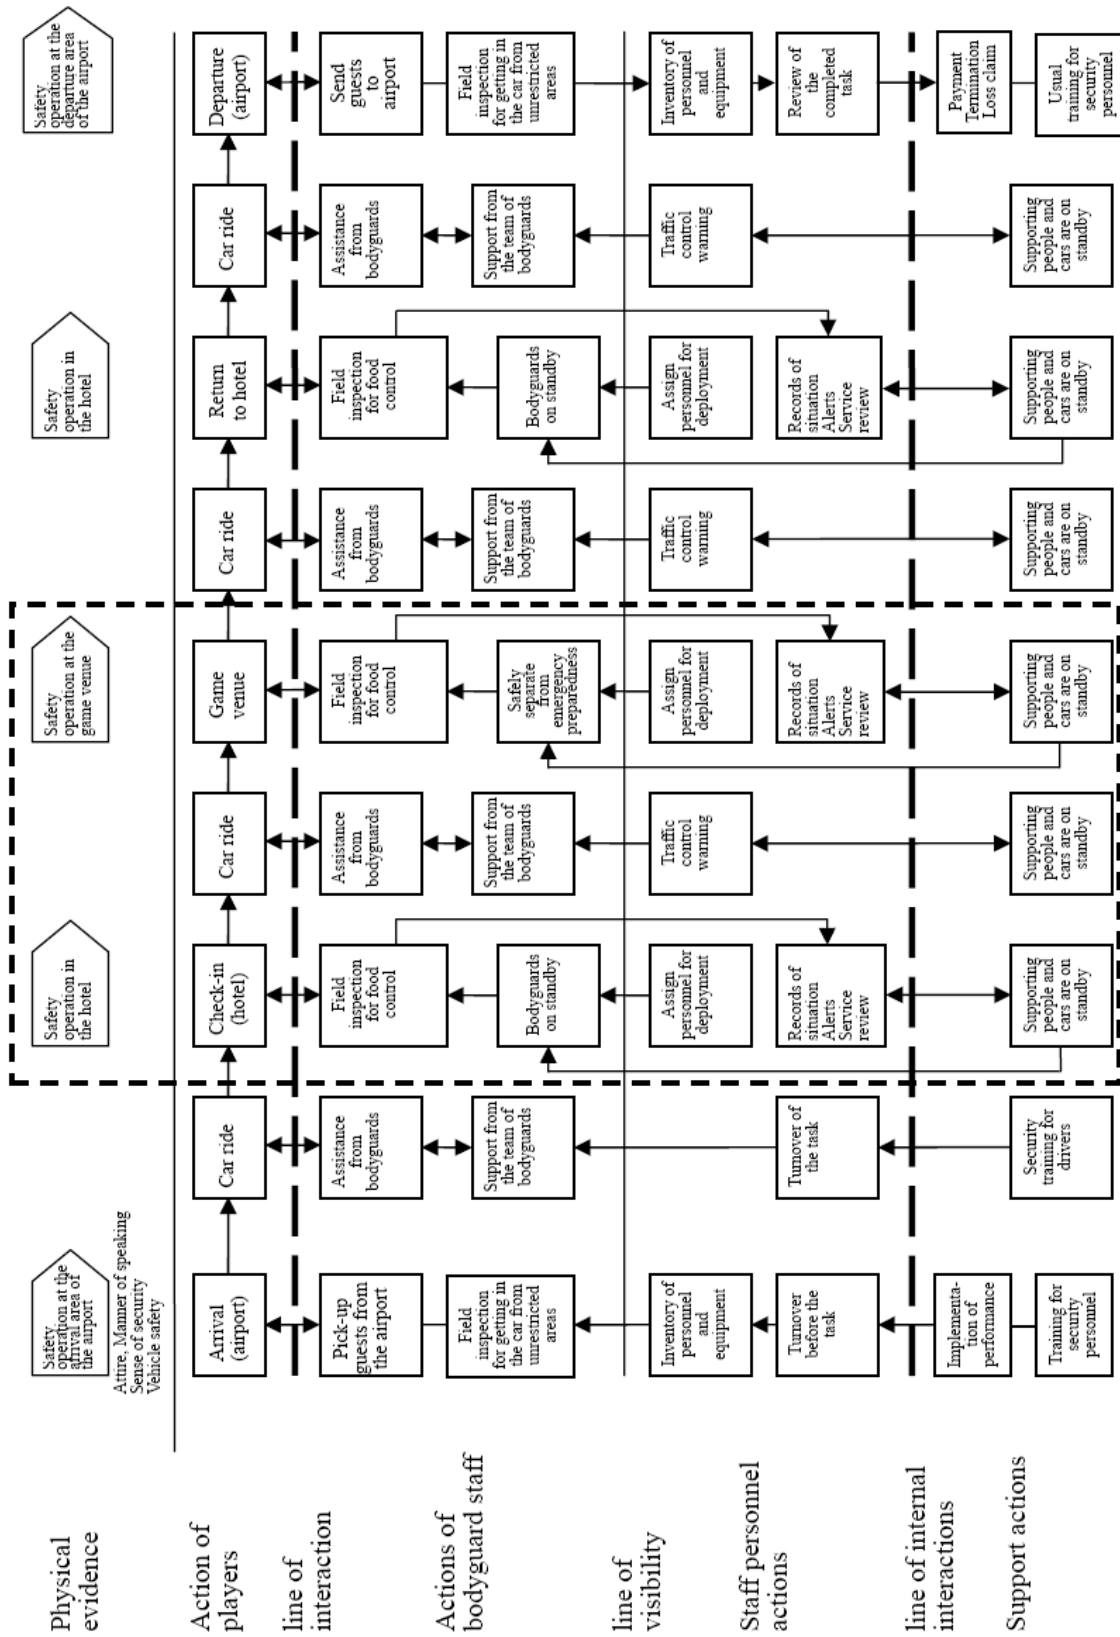 Physical
evidence
Safety
operation at the
arrival area of
the airport
Attire, Manner of speaking
Sense of security
Vehicle safety
Safety
operation in
the hotel
Safety
operation at the
game venue
Safety
operation in
the hotel
Safety
operation at the
departure area
of the airport
Action of
players
Arrival
(airport)
Car ride
Check-in
(hotel)
Car ride
Game
venue
Car ride
Return
to hotel
Car ride
Departure
(airport)
line of
interaction
Actions of
bodyguard staff
Pick-up
guests from
the airport
Assistance
from
bodyguards
Field
inspection
for food
control
Assistance
from
bodyguards
Field
inspection
for food
control
Assistance
from
bodyguards
Field
inspection
for food
control
Assistance
from
bodyguards
Send
guests
to
airport
Field
inspection
for getting in
the car from
unrestricted
areas
Support from
the team of
bodyguards
Bodyguards
on standby
Support from
the team of
bodyguards
Safely
separate
from
emergency
preparedness
Support from
the team of
bodyguards
Bodyguards
on standby
Support from
the team of
bodyguards
Field
inspection
for getting in
the car from
unrestricted
areas
line of
visibility
Staff personnel
actions
Inventory of
personnel
and
equipment
Assign
personnel for
deployment
Traffic
control
warning
Assign
personnel for
deployment
Traffic
control
warning
Assign
personnel for
deployment
Traffic
control
warning
Inventory of
personnel
and
equipment
Turnover
before the
task
Turnover of
the task
Records of
situation
Alerts
Service
review
Records of
situation
Alerts
Service
review
Records of
situation
Alerts
Service
review
Review of
the
completed
task
line of internal
interactions
Support actions
Implementa-
tion of
performance
Payment
Termination
Loss claim
Training for
security
personnel
Security
training for
drivers
Supporting
people and
cars are on
standby
Supporting
people and
cars are on
standby
Supporting
people and
cars are on
standby
Supporting
people and
cars are on
standby
Supporting
people and
cars are on
standby
Supporting
people and
cars are on
standby
Usual
training for
security
personnel